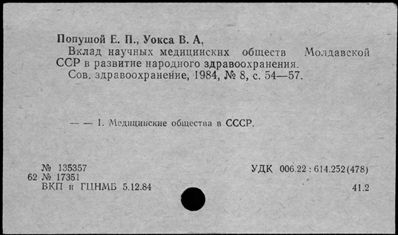 Попушой Е. П., Уокса В. А.
Вклад научных медицинских обществ Молдавской
ССР в развитие народного здравоохранения.
Сов. здравоохранение, 1984, № 8, с. 54—57.
— — 1. Медицинские общества в СССР.
№ 135357
УДК 006.22 : 614.252(478)
62 № 17351
ВКП и ГЦНМБ 5.12.84
41.2